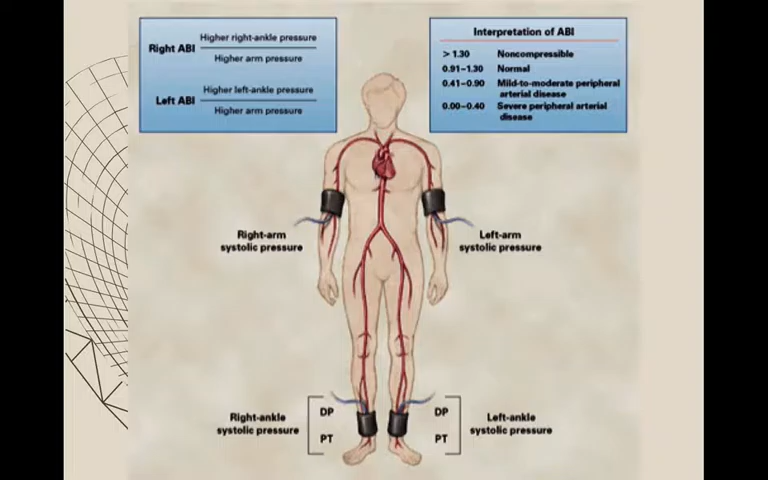 Right ABI
Higher right-ankle pressure
Higher arm pressure
Left ABI
Higher left-ankle pressure
Higher arm pressure
Interpretation of ABI
> 1.30 Noncompressible
0.91–1.30 Normal
0.41–0.90 Mild-to-moderate peripheral
arterial disease
0.00–0.40 Severe peripheral arterial
disease
Right-arm
systolic pressure
Left-arm
systolic pressure
Right-ankle
systolic pressure
DP
PT
DP
PT
Left-ankle
systolic pressure